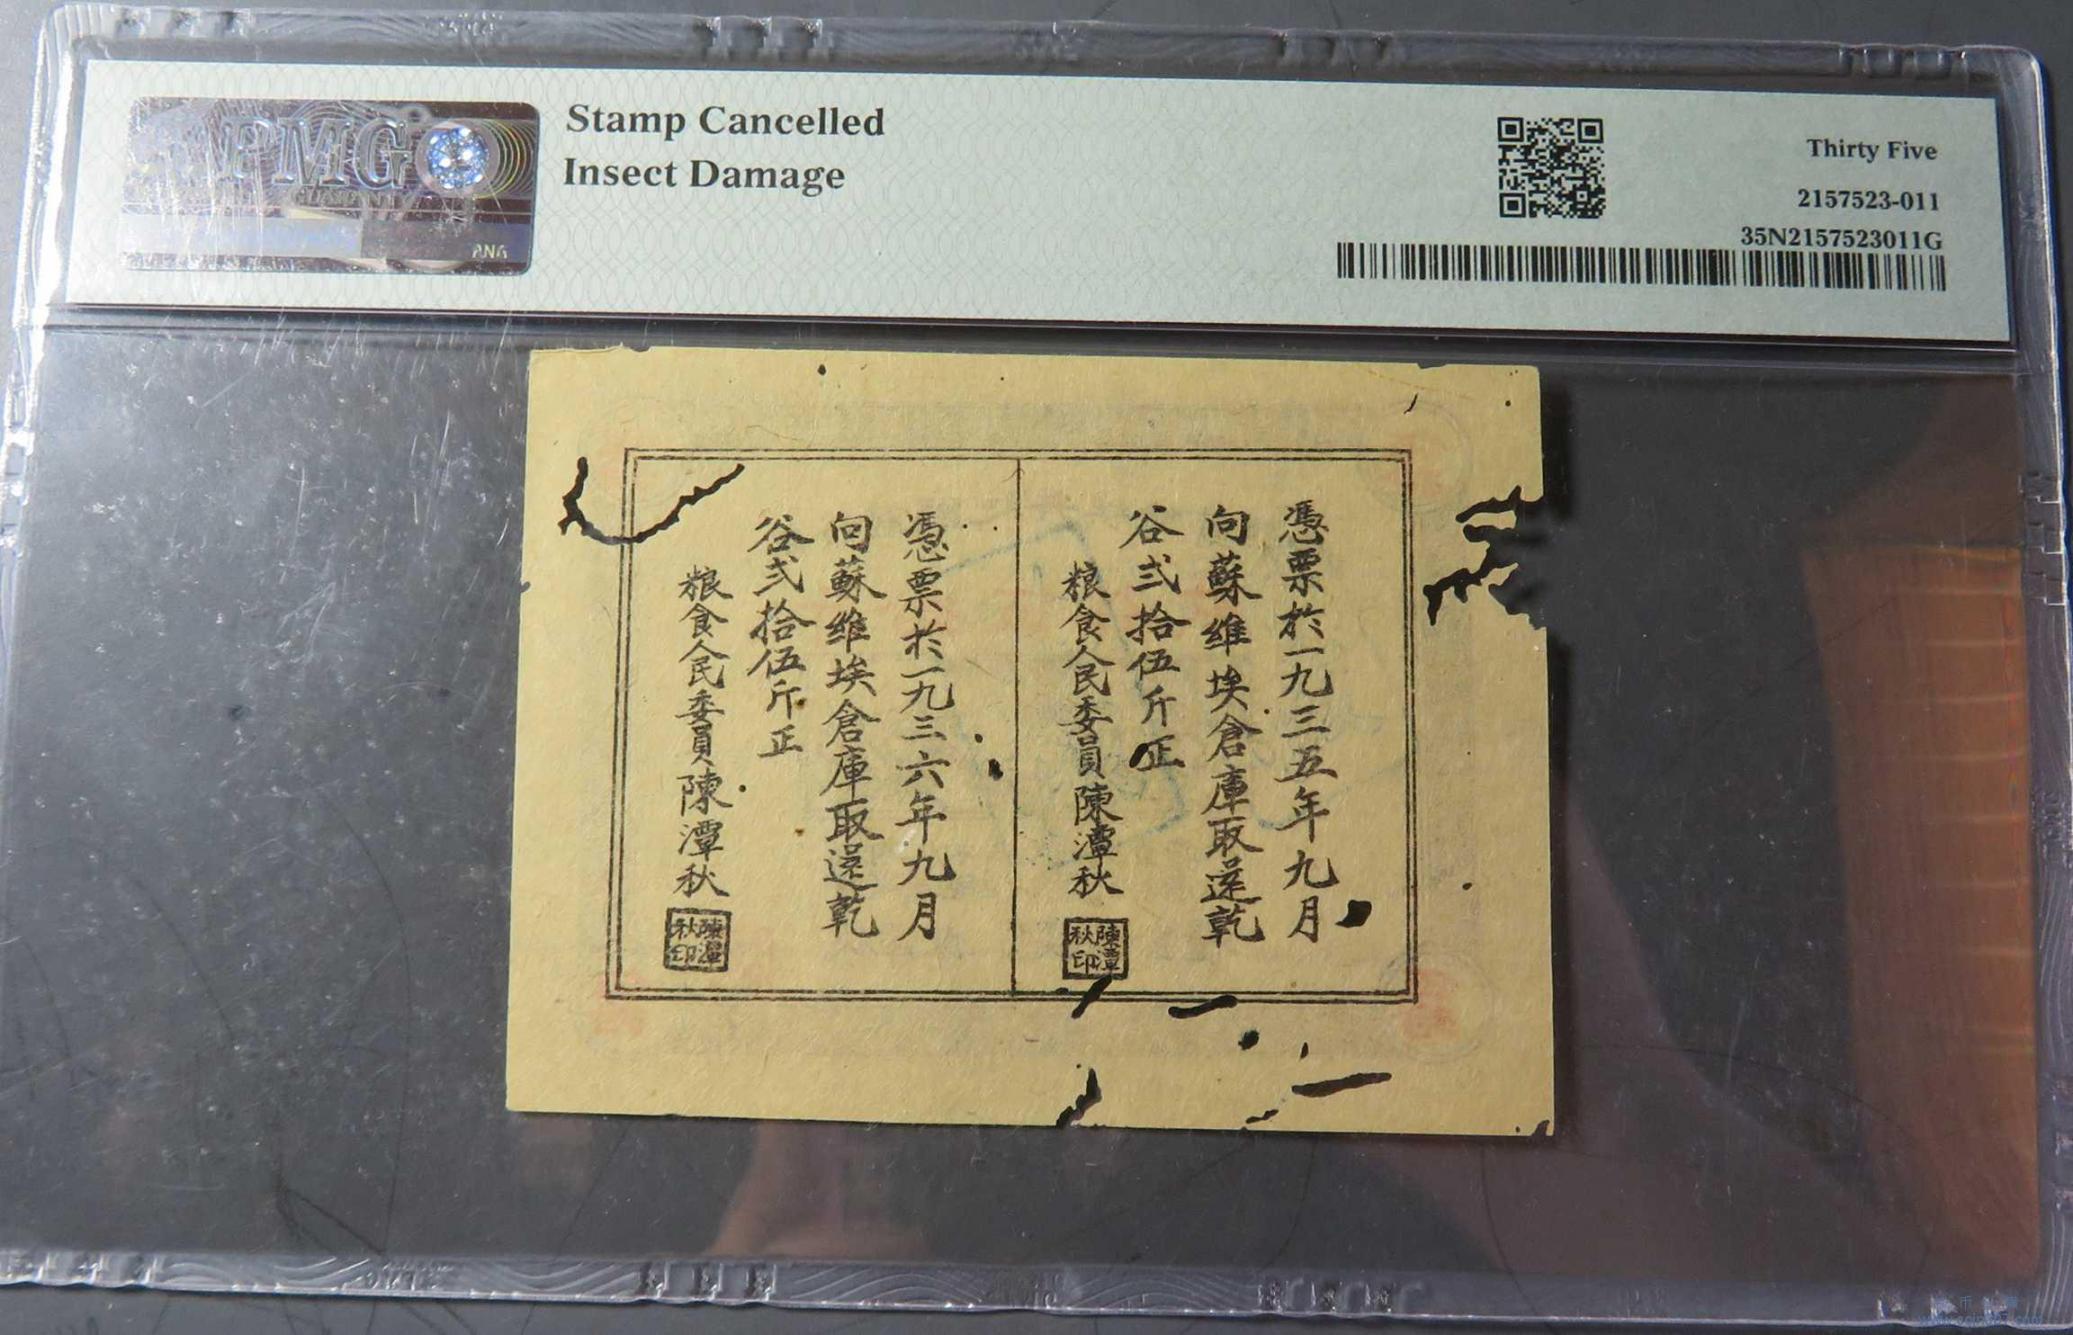 PMG
Stamp Cancelled
Insect Damage
Thirty Five
2157523-011
35N2157523011G
憑票於一九三五年九月
向蘇維埃倉庫取還乾
谷弍拾伍斤正
粮食人民委員陳潭秋
陳潭秋印
憑票於一九三六年九月
向蘇維埃倉庫取還乾
谷弍拾伍斤正
粮食人民委員陳潭秋
陳潭秋印